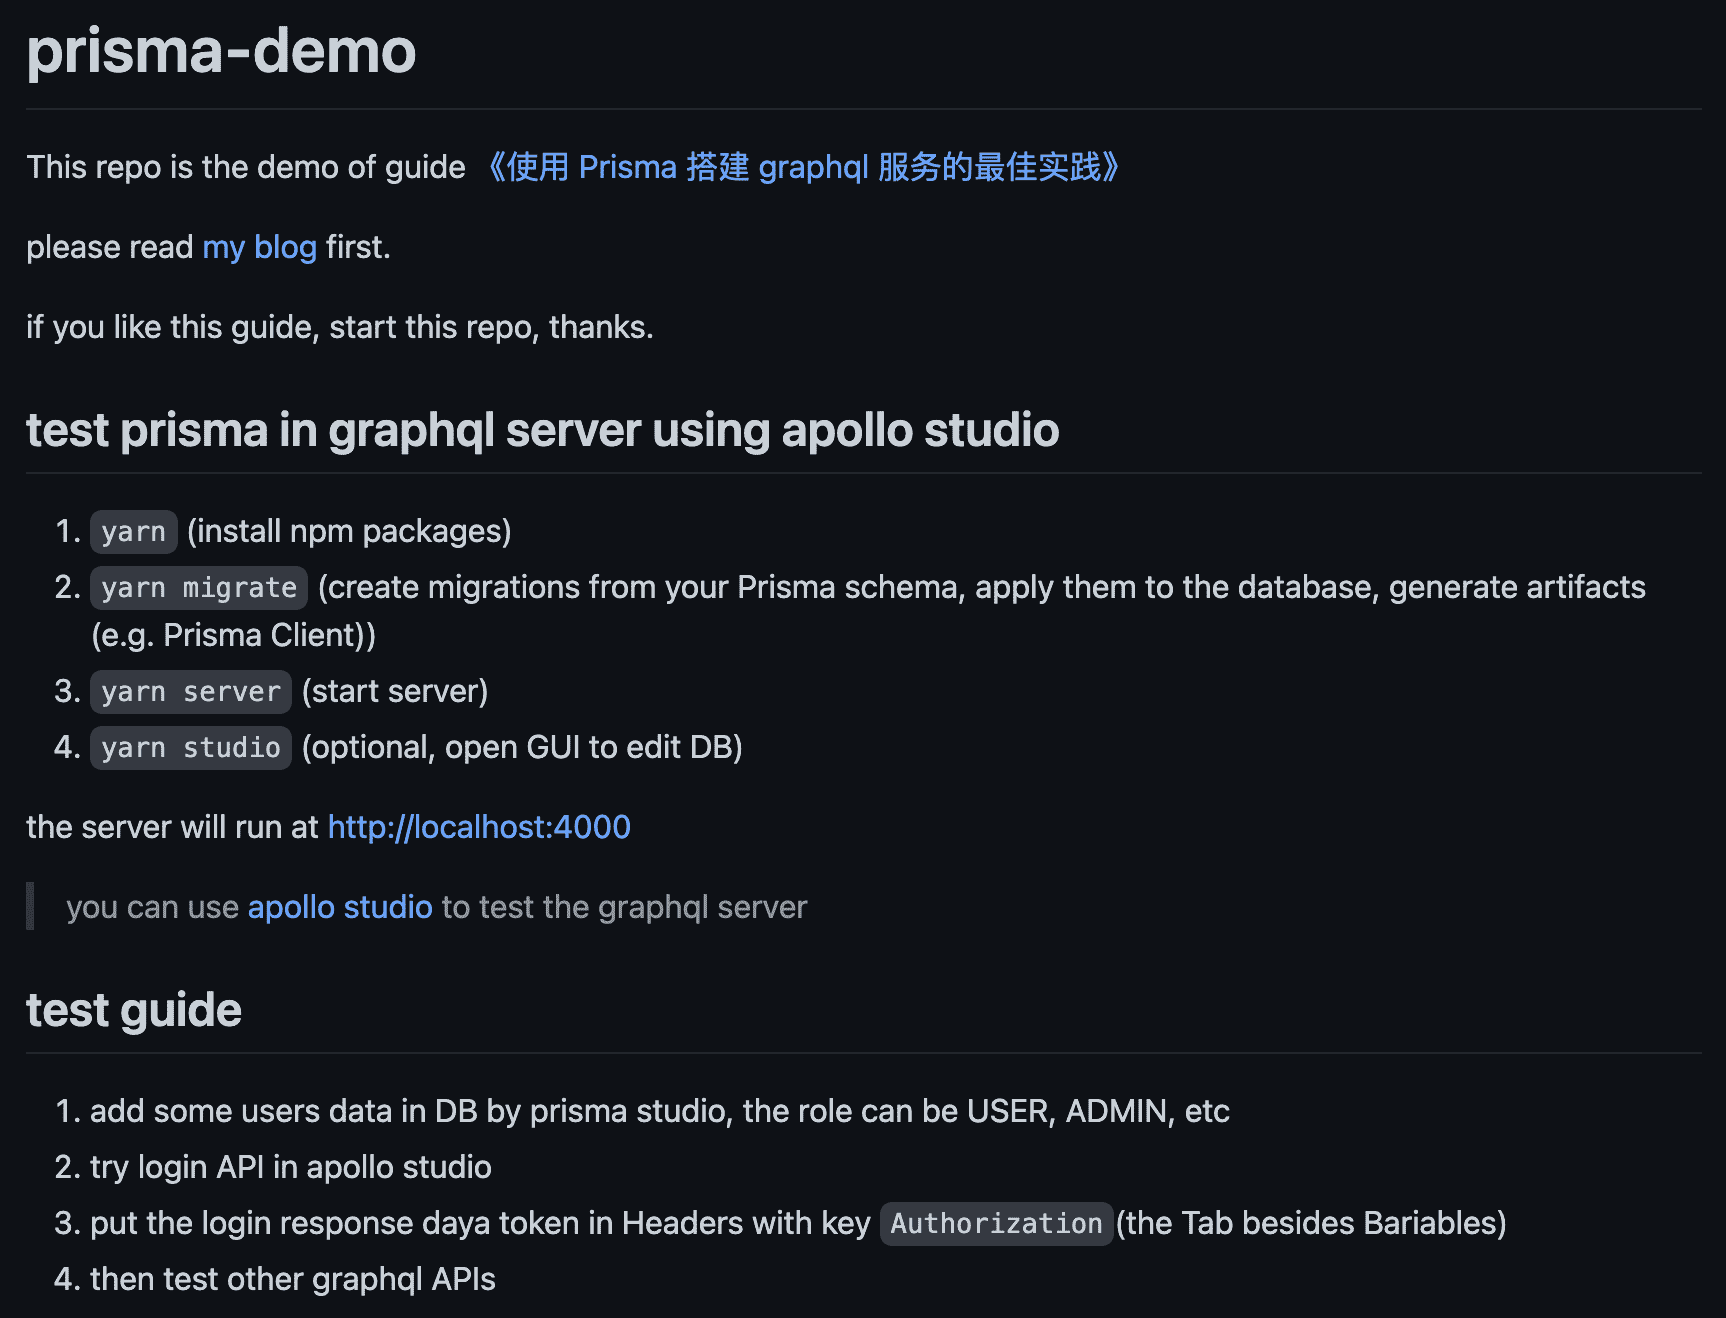 prisma-demo
This repo is the demo of guide 《使用 Prisma 搭建 graphql 服务的最佳实践》
please read my blog first.
if you like this guide, start this repo, thanks.
test prisma in graphql server using apollo studio
1. yarn (install npm packages)
2. yarn migrate (create migrations from your Prisma schema, apply them to the database, generate artifacts
(e.g. Prisma Client))
3. yarn server (start server)
4. yarn studio (optional, open GUI to edit DB)
the server will run at http://localhost:4000
you can use apollo studio to test the graphql server
test guide
1. add some users data in DB by prisma studio, the role can be USER, ADMIN, etc
2. try login API in apollo studio
3. put the login response daya token in Headers with key Authorization(the Tab besides Bariables)
4. then test other graphql APIs